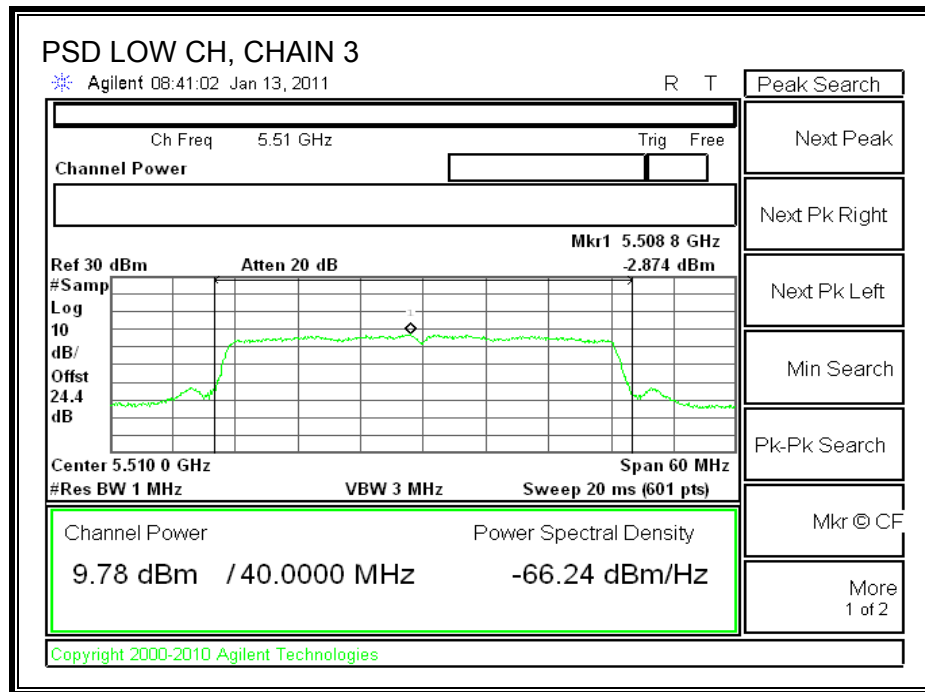 PSD LOW CH, CHAIN 3
Agilent 08:41:02 Jan 13, 2011 R T
Peak Search
Ch Freq 5.51 GHz Trig Free
Channel Power
Next Peak
Next Pk Right
Mkr1 5.508 8 GHz
Ref 30 dBm Atten 20 dB -2.874 dBm
#Samp
Log
10
dB/
Offst
24.4
dB
1
Next Pk Left
Min Search
Pk-Pk Search
Center 5.510 0 GHz Span 60 MHz
#Res BW 1 MHz VBW 3 MHz Sweep 20 ms (601 pts)
Channel Power Power Spectral Density
9.78 dBm / 40.0000 MHz -66.24 dBm/Hz
Mkr © CF
More
1 of 2
Copyright 2000-2010 Agilent Technologies